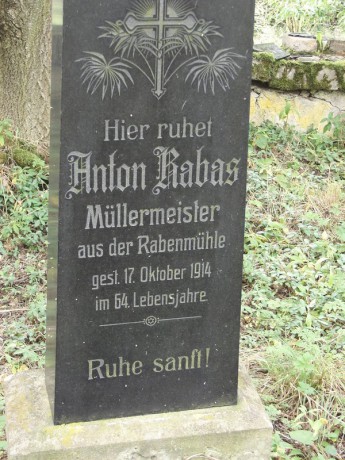 Hier ruhet
Anton Rabas
Müllermeister
aus der Rabenmühle
gest. 17. Oktober 1914
im 64. Lebensjahre.
Ruhe sanft!